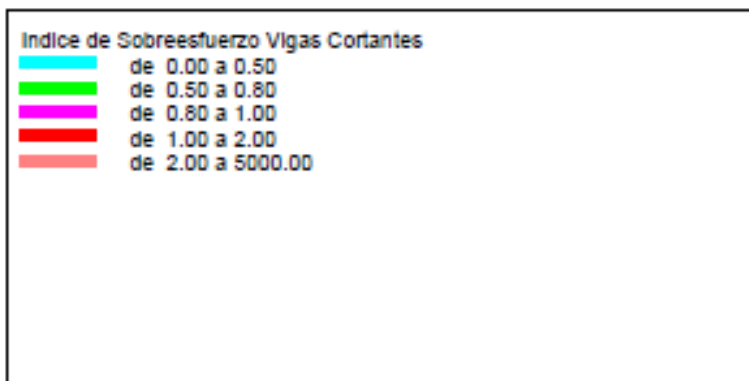 Indice de Sobreesfuerzo Vigas Cortantes
de 0.00 a 0.50
de 0.50 a 0.80
de 0.80 a 1.00
de 1.00 a 2.00
de 2.00 a 5000.00